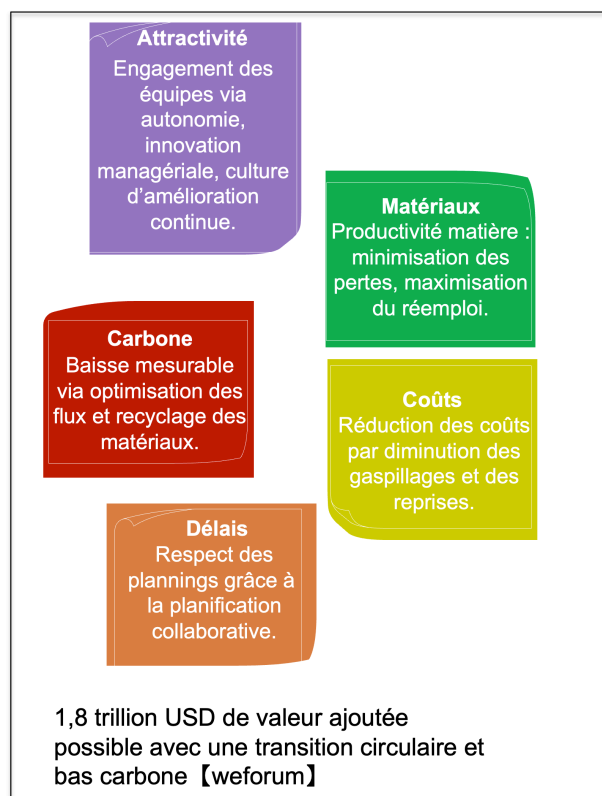 Attractivité
Engagement des
équipes via
autonomie,
innovation
managériale, culture
d’amélioration
continue.
Matériaux
Productivité matière :
minimisation des
pertes, maximisation
du réemploi.
Carbone
Baisse mesurable
via optimisation des
flux et recyclage des
matériaux.
Coûts
Réduction des coûts
par diminution des
gaspillages et des
reprises.
Délais
Respect des
plannings grâce à
la planification
collaborative.
1,8 trillion USD de valeur ajoutée
possible avec une transition circulaire et
bas carbone【weforum】